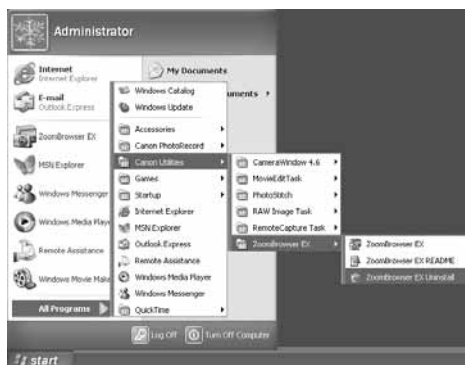 Administrator
Internet
Internet Explorer
E-mail
Outlook Express
ZoomBrowser EX
MSN Explorer
Windows Messenger
Windows Media Playe
Remote Assistance
Windows Movie Make
All Programs
My Documents
uments
Windows Catalog
Windows Update
Accessories
Canon PhotoRecord
Canon Utilities
Games
Startup
Internet Explorer
MSN Explorer
Outlook Express
Remote Assistance
Windows Media Player
Windows Messenger
QuickTime
CameraWindow 4.6
MovieEditTask
PhotoStitch
RAW Image Task
RemoteCapture Task
ZoomBrowser EX
ZoomBrowser EX
ZoomBrowser EX README
ZoomBrowser EX Uninstall
Log Off
Turn Off Computer
start